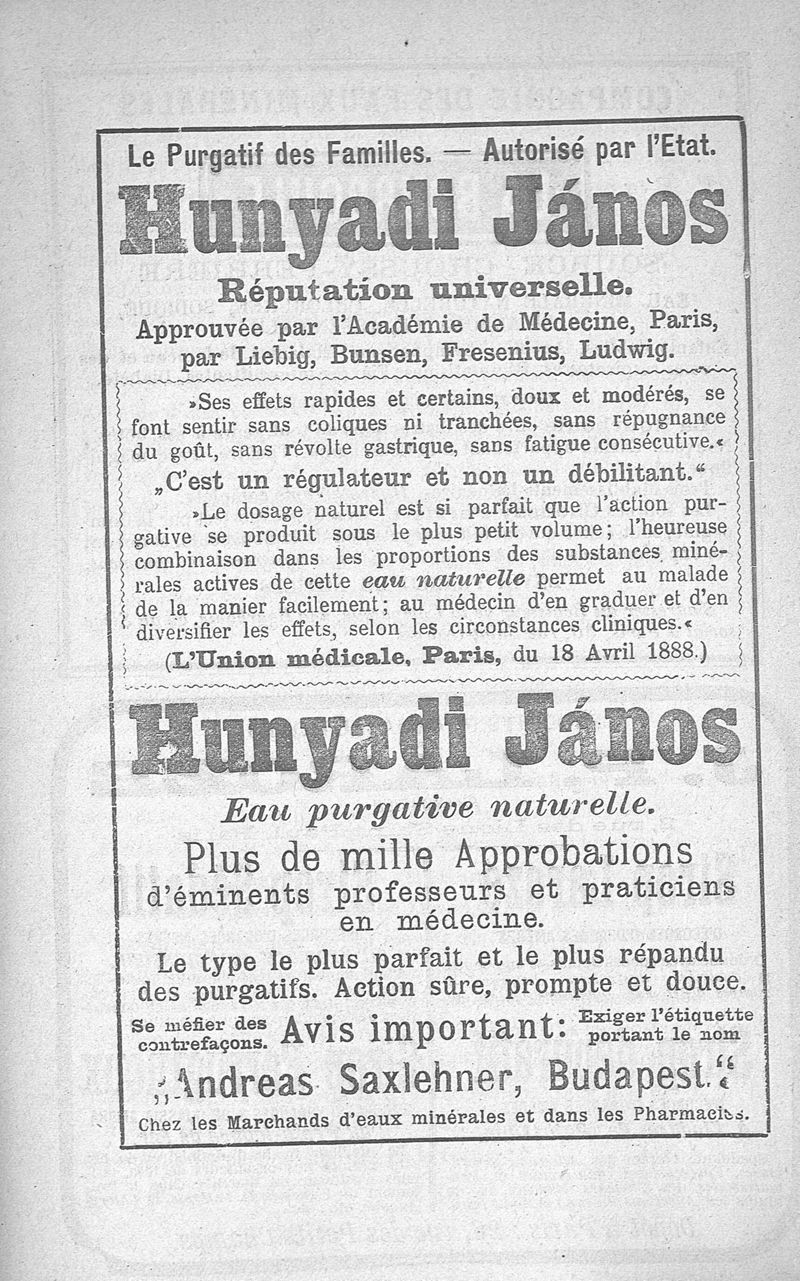 Le Purgatif des Familles. — Autorisé par l'Etat.
Hunyadi János
Réputation universelle.
Approuvée par l'Académie de Médecine, Paris,
par Liebig, Bunsen, Fresenius, Ludwig.
»Ses effets rapides et certains, doux et modérés, se
font sentir sans coliques ni tranchées, sans répugnance
du goût, sans révolte gastrique, sans fatigue consécutive.«
„C'est un régulateur et non un débilitant.“
»Le dosage naturel est si parfait que l'action pur-
gative se produit sous le plus petit volume; l'heureuse
combinaison dans les proportions des substances miné-
rales actives de cette eau naturelle permet au malade
de la manier facilement; au médecin d'en graduer et d'en
diversifier les effets, selon les circonstances cliniques.«
(L'Union médicale, Paris, du 18 Avril 1888.)
Hunyadi János
Eau purgative naturelle.
Plus de mille Approbations
d'éminents professeurs et praticiens
en médecine.
Le type le plus parfait et le plus répandu
des purgatifs. Action sûre, prompte et douce.
Se méfier des contrefaçons. Avis important: Exiger l'étiquette portant le nom
„Andreas Saxlehner, Budapest.“
Chez les Marchands d'eaux minérales et dans les Pharmacies.